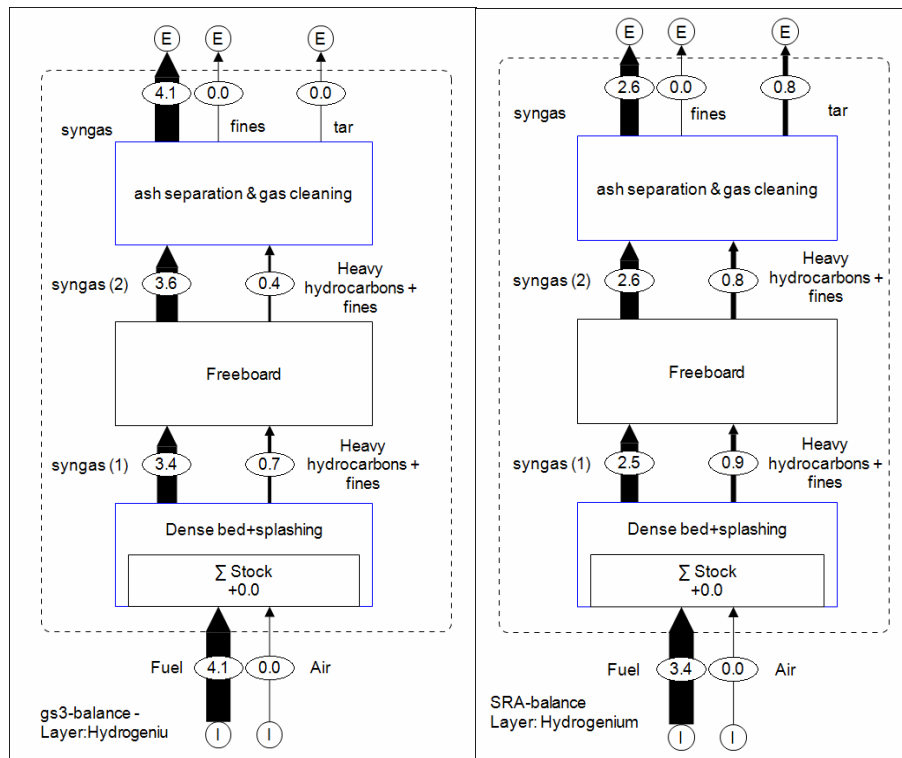 E E E
4.1 0.0 0.0
syngas fines tar
ash separation & gas cleaning
syngas (2) 3.6 0.4 Heavy
hydrocarbons +
fines
Freeboard
syngas (1) 3.4 0.7 Heavy
hydrocarbons +
fines
Dense bed+splashing
∑ Stock
+0.0
Fuel 4.1 0.0 Air
gs3-balance -
Layer:Hydrogeniu
I I
E E E
2.6 0.0 0.8
syngas fines tar
ash separation & gas cleaning
syngas (2) 2.6 0.8 Heavy
hydrocarbons +
fines
Freeboard
syngas (1) 2.5 0.9 Heavy
hydrocarbons +
fines
Dense bed+splashing
∑ Stock
+0.0
Fuel 3.4 0.0 Air
SRA-balance
Layer: Hydrogenium
I I